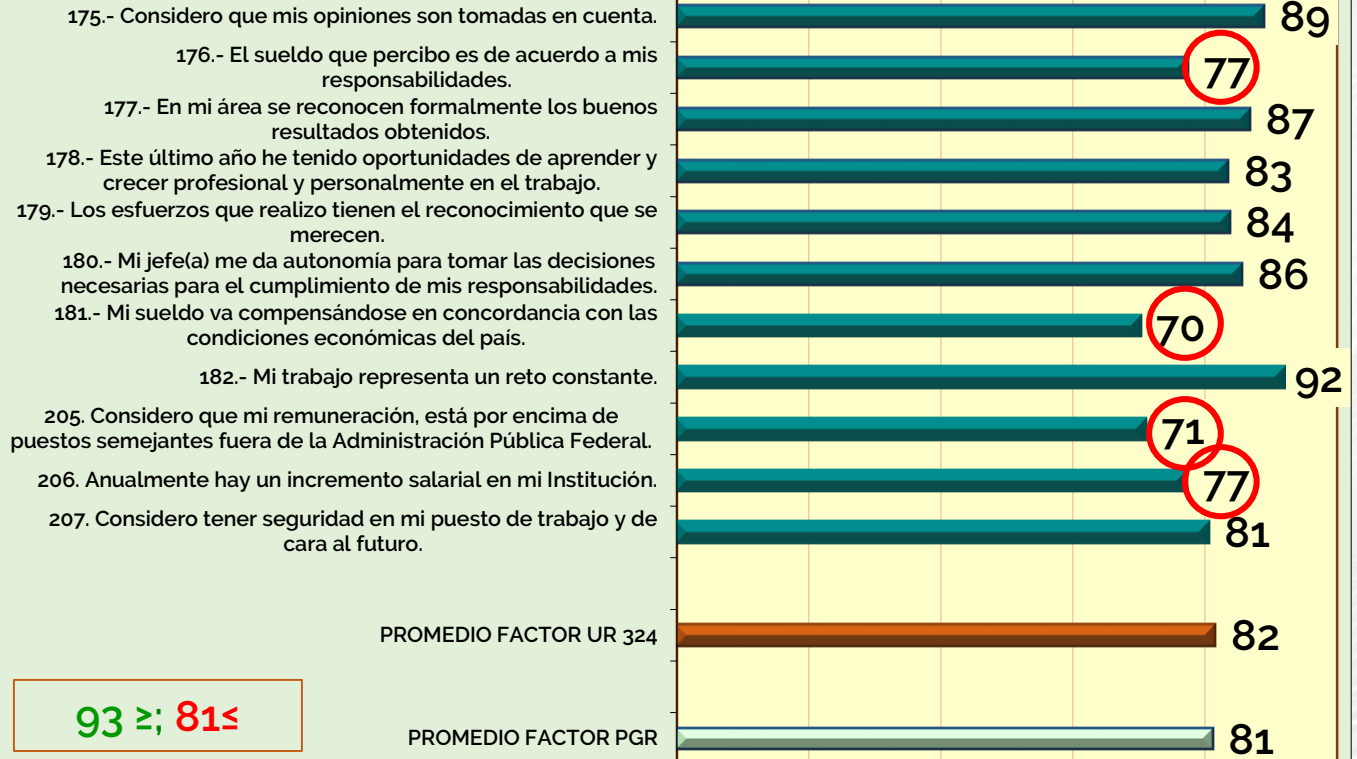 175.- Considero que mis opiniones son tomadas en cuenta.
89
176.- El sueldo que percibo es de acuerdo a mis
responsabilidades.
77
177.- En mi área se reconocen formalmente los buenos
resultados obtenidos.
87
178.- Este último año he tenido oportunidades de aprender y
crecer profesional y personalmente en el trabajo.
83
179.- Los esfuerzos que realizo tienen el reconocimiento que se
merecen.
84
180.- Mi jefe(a) me da autonomía para tomar las decisiones
necesarias para el cumplimiento de mis responsabilidades.
86
181.- Mi sueldo va compensándose en concordancia con las
condiciones económicas del país.
70
182.- Mi trabajo representa un reto constante.
92
205. Considero que mi remuneración, está por encima de
puestos semejantes fuera de la Administración Pública Federal.
71
206. Anualmente hay un incremento salarial en mi Institución.
77
207. Considero tener seguridad en mi puesto de trabajo y de
cara al futuro.
81
PROMEDIO FACTOR UR 324
82
93 ≥; 81≤
PROMEDIO FACTOR PGR
81